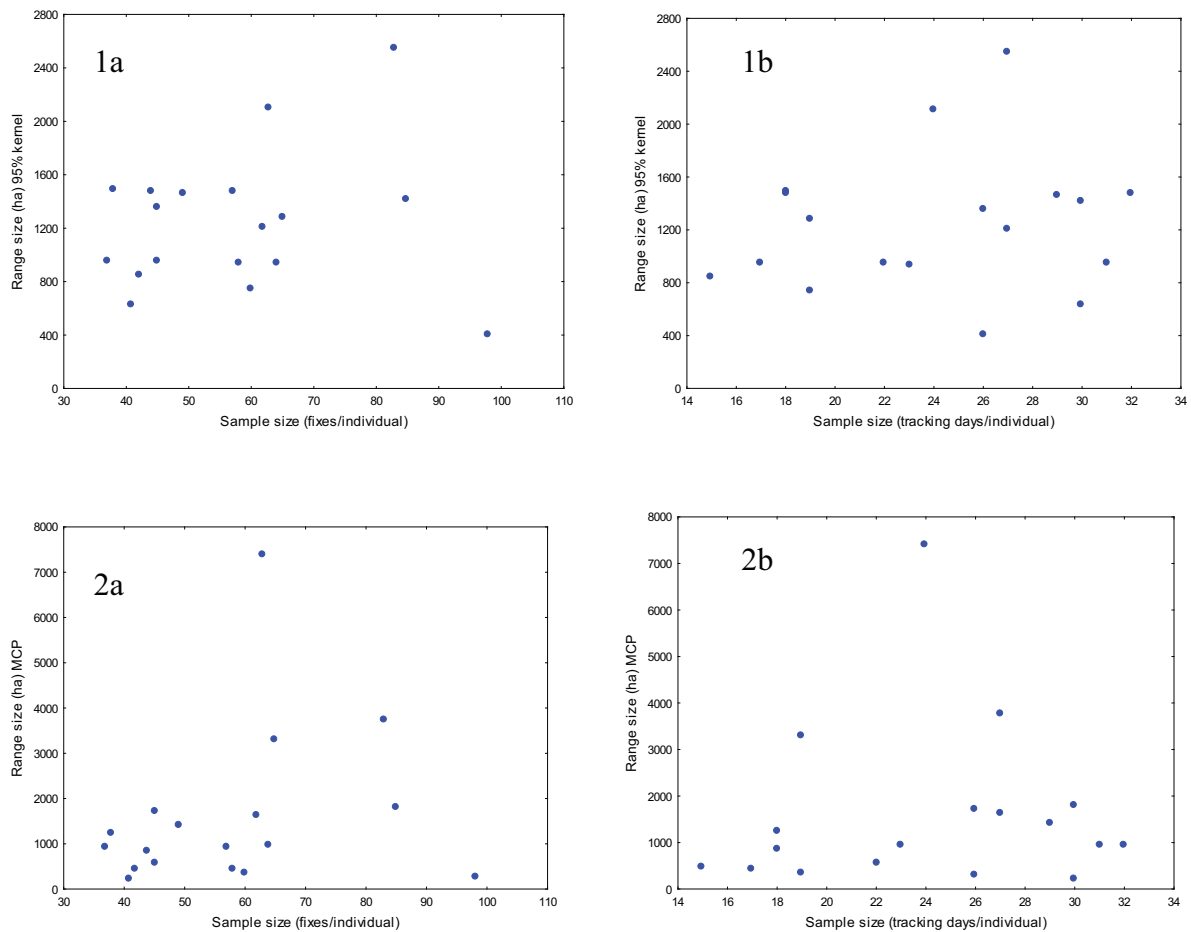 1a
Range size (ha) 95% kernel
2800
2400
2000
1600
1200
800
400
0
30 40 50 60 70 80 90 100 110
Sample size (fixes/individual)
1b
Range size (ha) 95% kernel
2800
2400
2000
1600
1200
800
400
0
14 16 18 20 22 24 26 28 30 32 34
Sample size (tracking days/individual)
2a
Range size (ha) MCP
8000
7000
6000
5000
4000
3000
2000
1000
0
30 40 50 60 70 80 90 100 110
Sample size (fixes/individual)
2b
Range size (ha) MCP
8000
7000
6000
5000
4000
3000
2000
1000
0
14 16 18 20 22 24 26 28 30 32 34
Sample size (tracking days/individual)